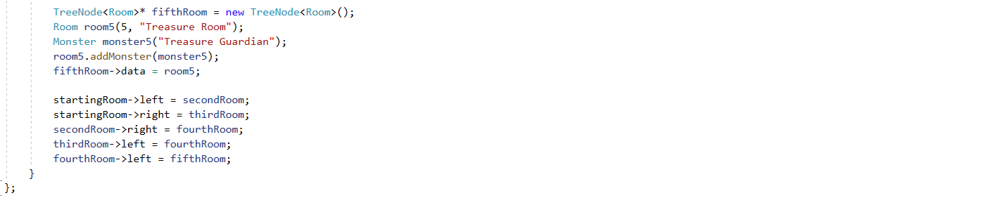 TreeNode<Room>* fifthRoom = new TreeNode<Room>();
Room room5(5, "Treasure Room");
Monster monster5("Treasure Guardian");
room5.addMonster(monster5);
fifthRoom->data = room5;
startingRoom->left = secondRoom;
startingRoom->right = thirdRoom;
secondRoom->right = fourthRoom;
thirdRoom->left = fourthRoom;
fourthRoom->left = fifthRoom;
}
};